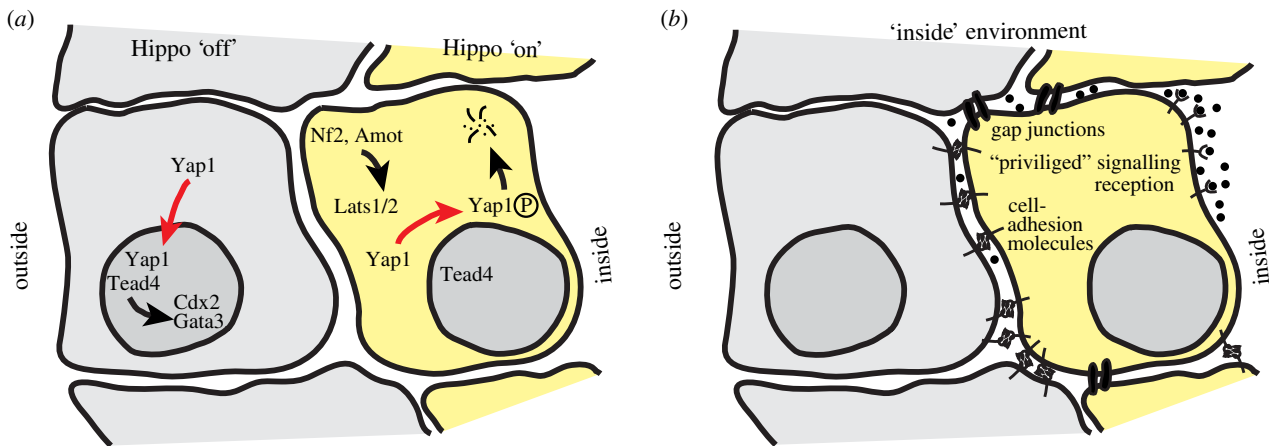 (a)
Hippo ‘off’
Hippo ‘on’
Nf2, Amot
Yap1
Lats1/2
Yap1 P
Yap1
Yap1
Tead4
Cdx2
Gata3
Tead4
outside
inside
(b)
‘inside’ environment
gap junctions
“priviliged” signalling
reception
cell-
adhesion
molecules
outside
inside